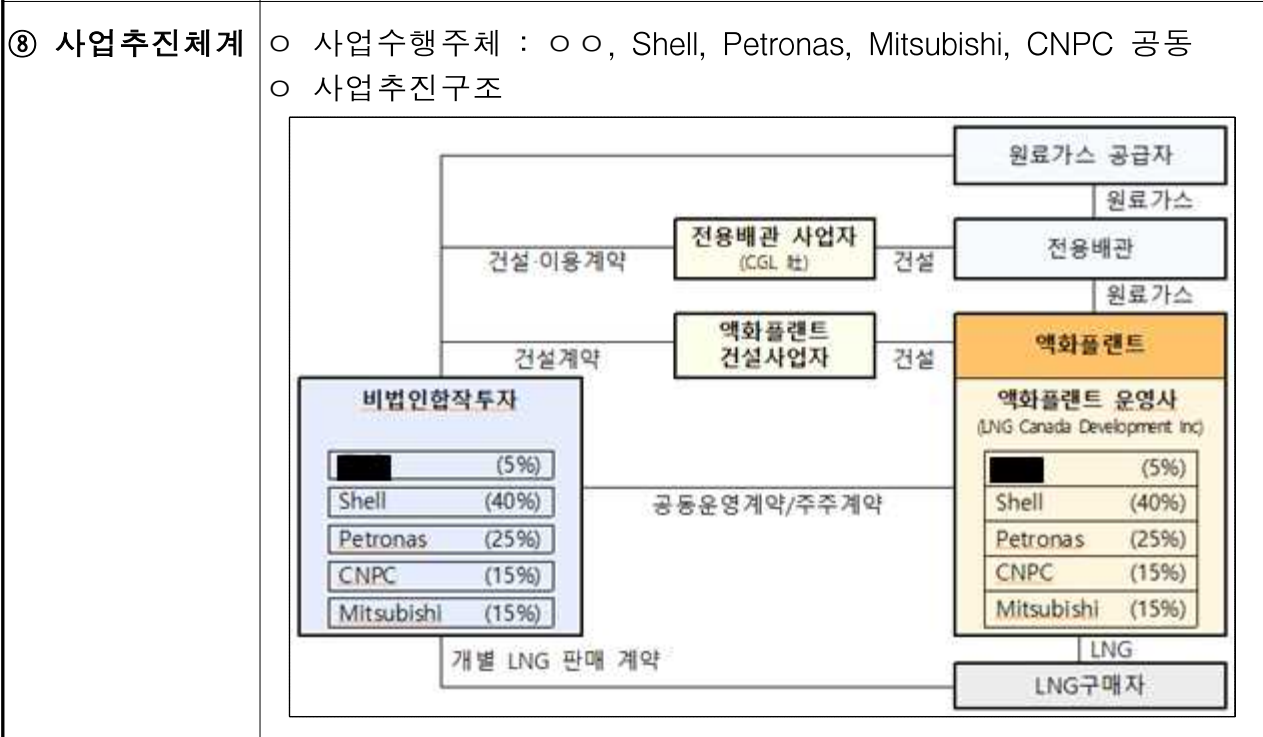 ⑧ 사업추진체계
ㅇ 사업수행주체 : ㅇㅇ, Shell, Petronas, Mitsubishi, CNPC 공동
ㅇ 사업추진구조
원료가스 공급자
원료가스
건설·이용계약
전용배관 사업자
(CGL 社)
건설
전용배관
원료가스
건설계약
액화플랜트
건설사업자
건설
액화플랜트
비법인합작투자
(5%)
Shell (40%)
Petronas (25%)
CNPC (15%)
Mitsubishi (15%)
공동운영계약/주주계약
액화플랜트 운영사
(LNG Canada Development Inc)
(5%)
Shell (40%)
Petronas (25%)
CNPC (15%)
Mitsubishi (15%)
개별 LNG 판매 계약
LNG
LNG구매자